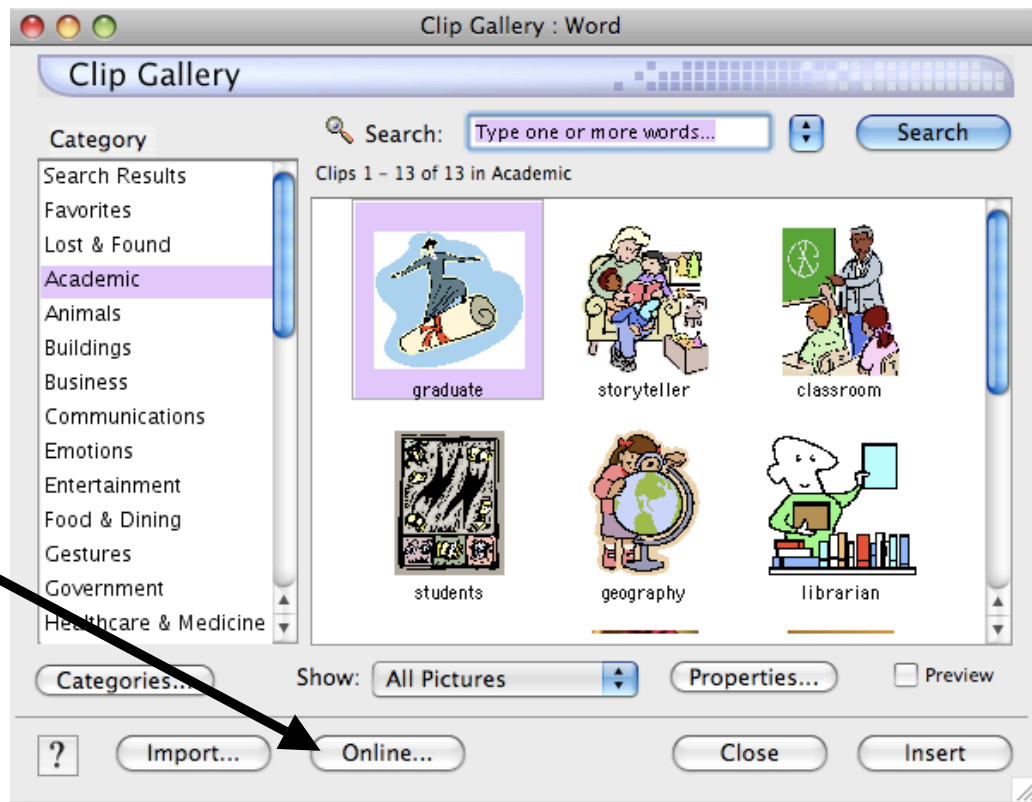 Clip Gallery : Word
Clip Gallery
Category
Search: Type one or more words... Search
Clips 1 – 13 of 13 in Academic
Search Results
Favorites
Lost & Found
Academic
Animals
Buildings
Business
Communications
Emotions
Entertainment
Food & Dining
Gestures
Government
Healthcare & Medicine
graduate storyteller classroom
students geography librarian
Categories... Show: All Pictures Properties... Preview
? Import... Online... Close Insert